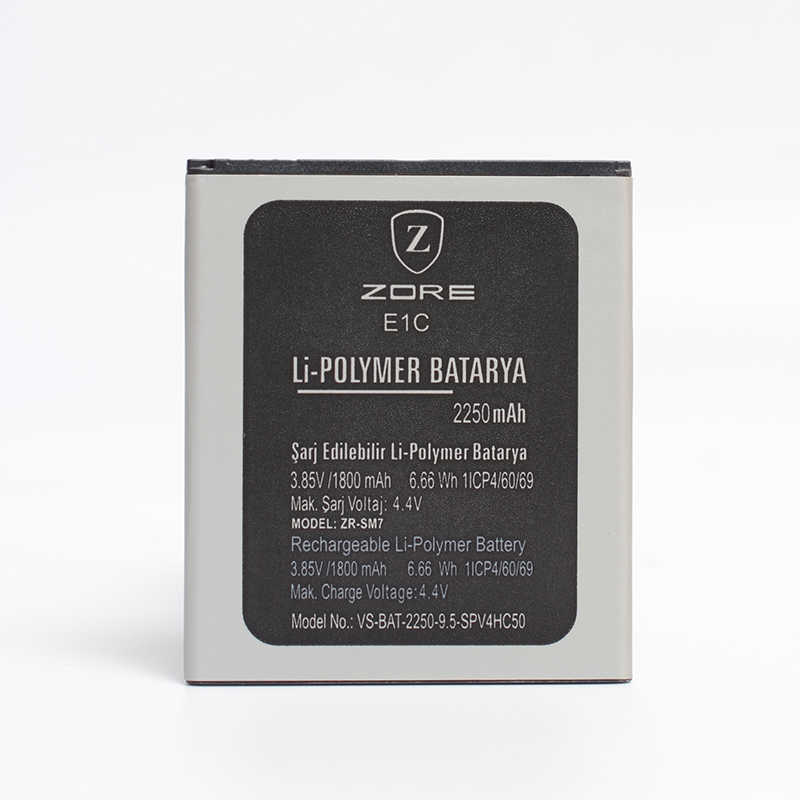 Z
ZORE
E1C
Li-POLYMER BATARYA
2250 mAh
Şarj Edilebilir Li-Polymer Batarya
3.85V /1800 mAh 6.66 Wh 1ICP4/60/69
Mak. Şarj Voltaj: 4.4V
MODEL: ZR-SM7
Rechargeable Li-Polymer Battery
3.85V /1800 mAh 6.66 Wh 1ICP4/60/69
Mak. Charge Voltage: 4.4V
Model No.: VS-BAT-2250-9.5-SPV4HC50